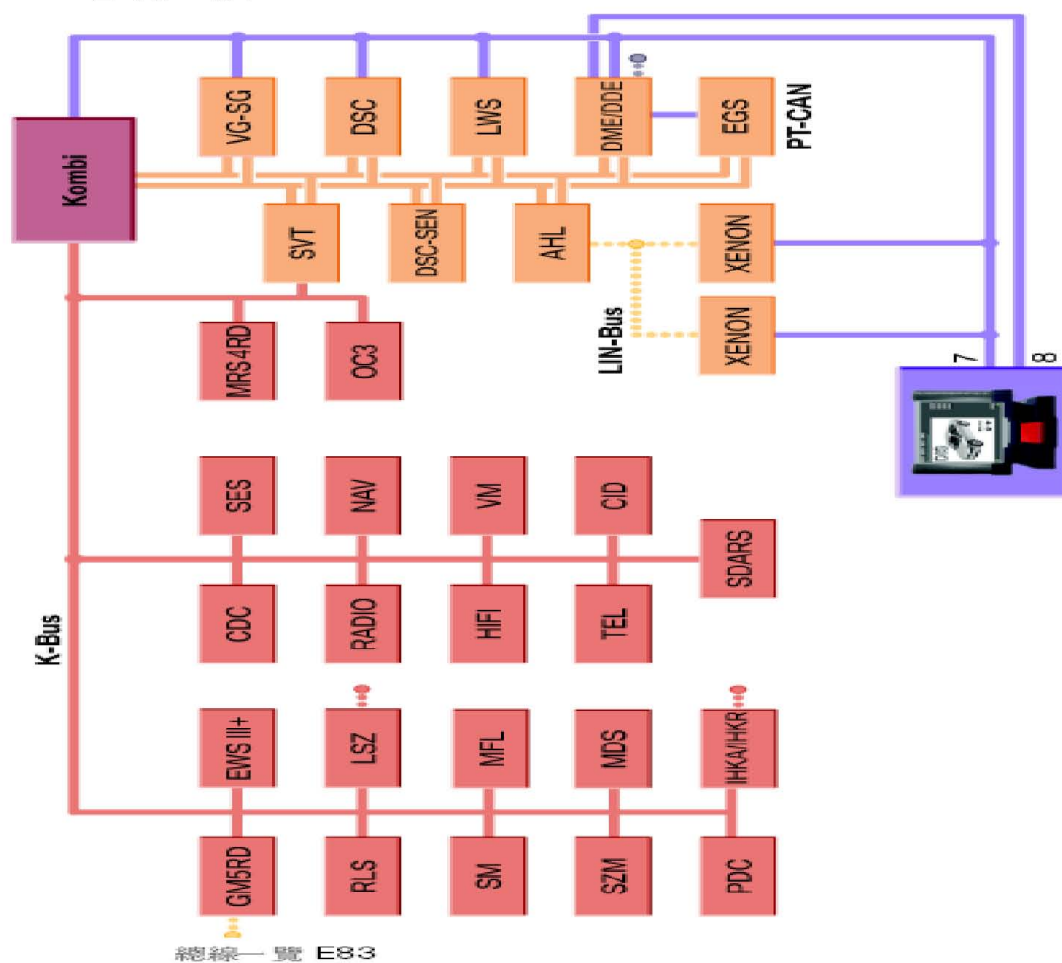 Kombi
VG-SG
DSC
LWS
DME/DDE
EGS
PT-CAN
SVT
DSC-SEN
AHL
XENON
XENON
LIN-Bus
MRS4RD
OC3
7
8
K-Bus
SES
NAV
VM
CID
CDC
RADIO
HIFI
TEL
SDARS
EWS III+
LSZ
MFL
MDS
IHKA/IHKR
GM5RD
RLS
SM
SZM
PDC
總線一覽 E83